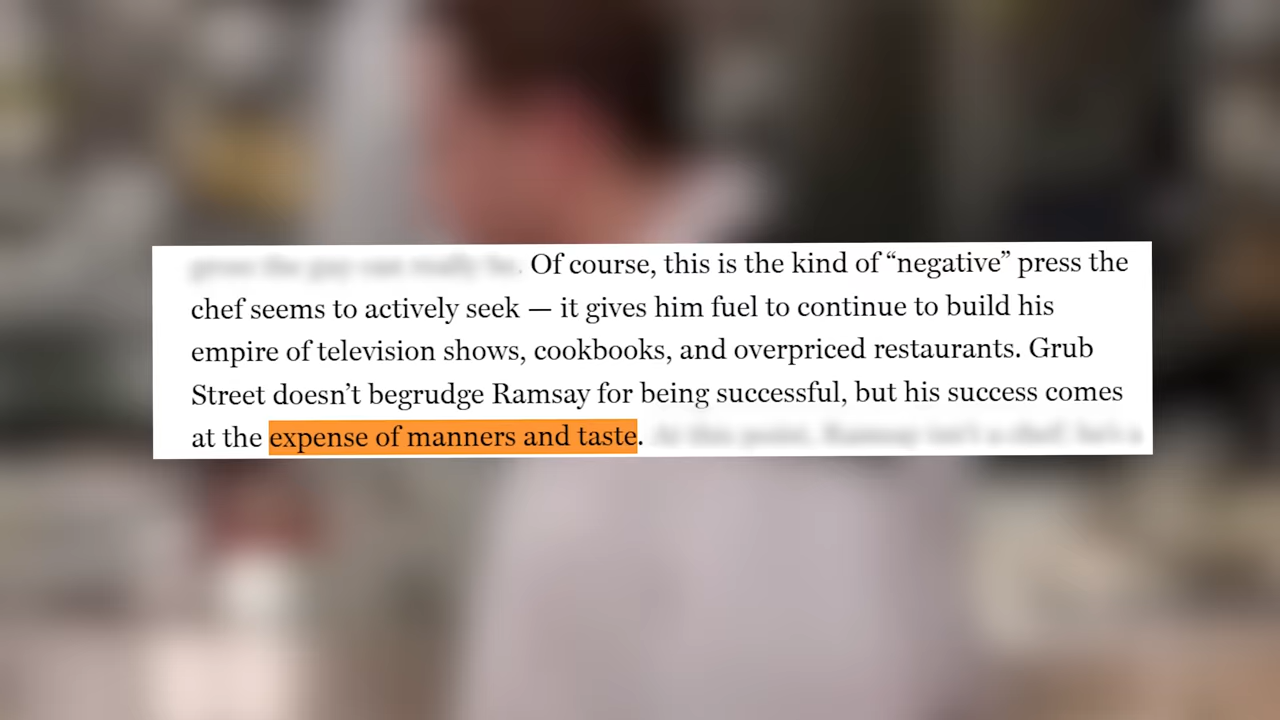 Of course, this is the kind of “negative” press the
chef seems to actively seek — it gives him fuel to continue to build his
empire of television shows, cookbooks, and overpriced restaurants. Grub
Street doesn’t begrudge Ramsay for being successful, but his success comes
at the expense of manners and taste.